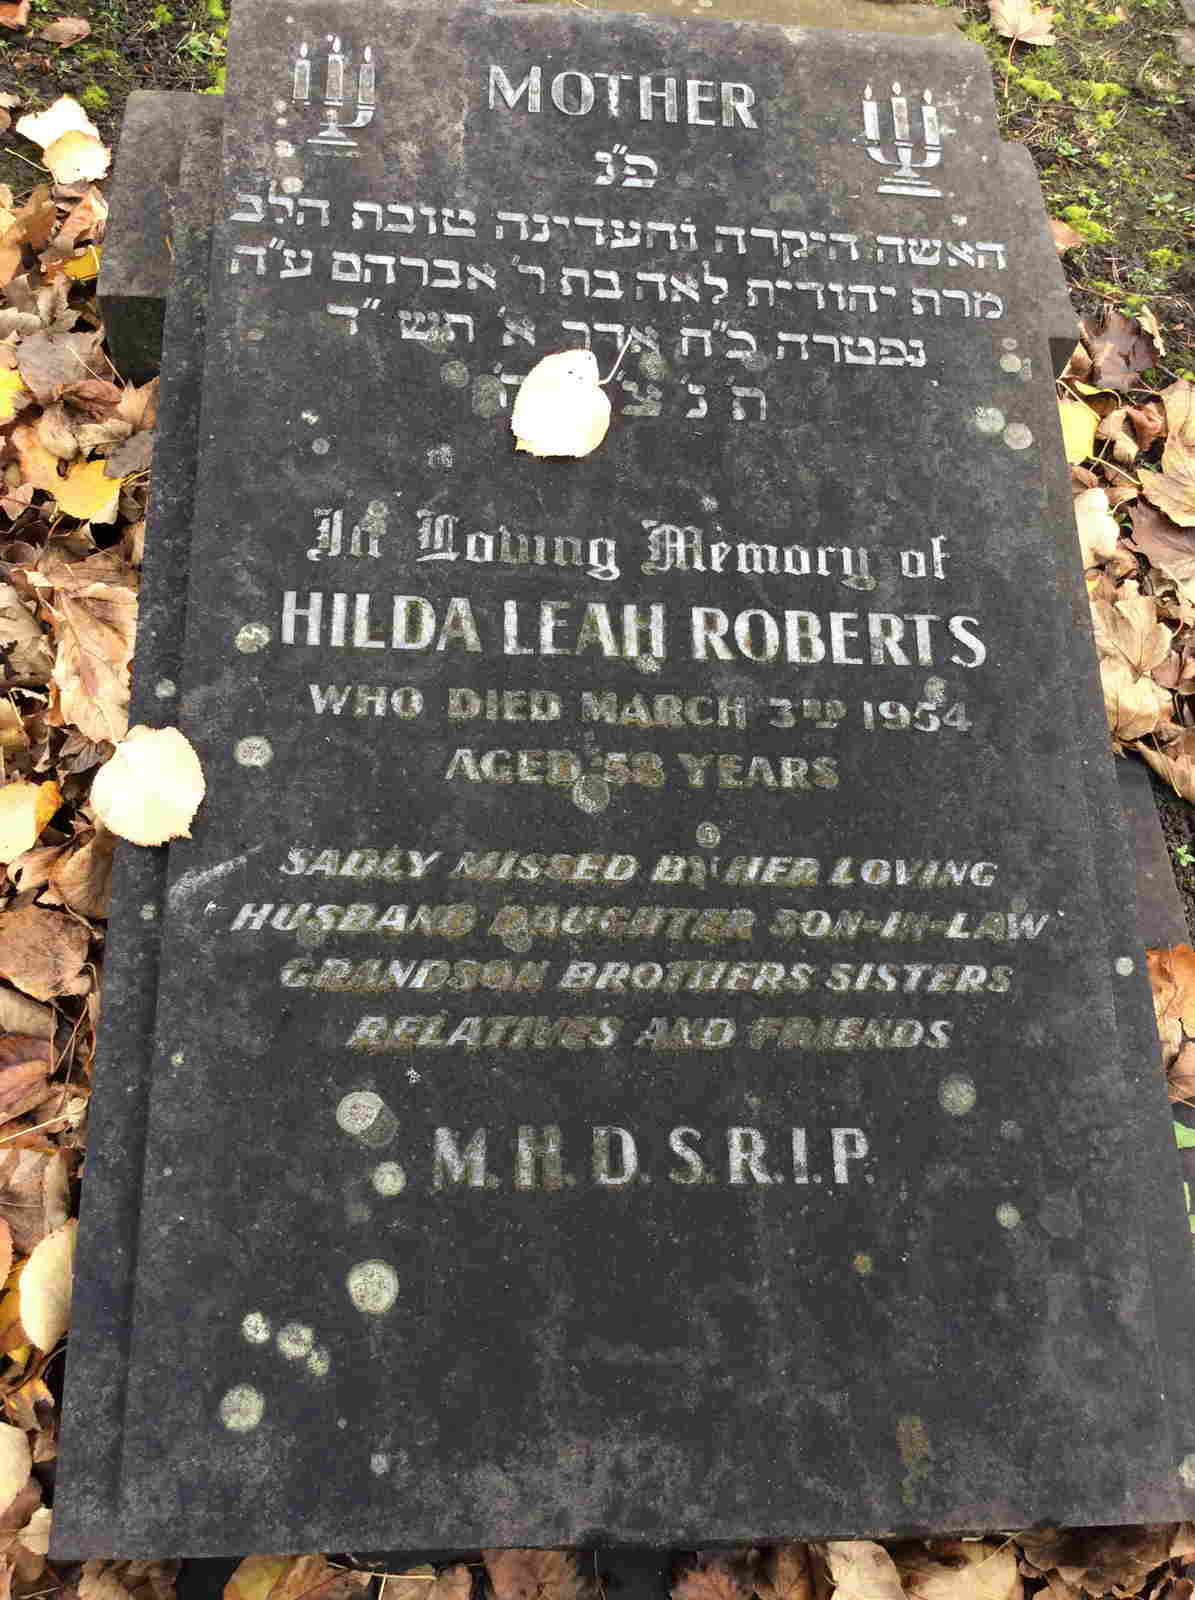 MOTHER
פ"נ
האשה היקרה והעדינה טובת הלב
מרת יהודית לאה בת ר' אברהם ע"ה
נפטרה כ"ח אדר א' תש"ד
ת' נ' צ' ה'
In Loving Memory of
HILDA LEAH ROBERTS
WHO DIED MARCH 3RD 1954
AGED 58 YEARS
SADLY MISSED BY HER LOVING
HUSBAND DAUGHTER SON-IN-LAW
GRANDSON BROTHERS SISTERS
RELATIVES AND FRIENDS
M.H.D.S.R.I.P.